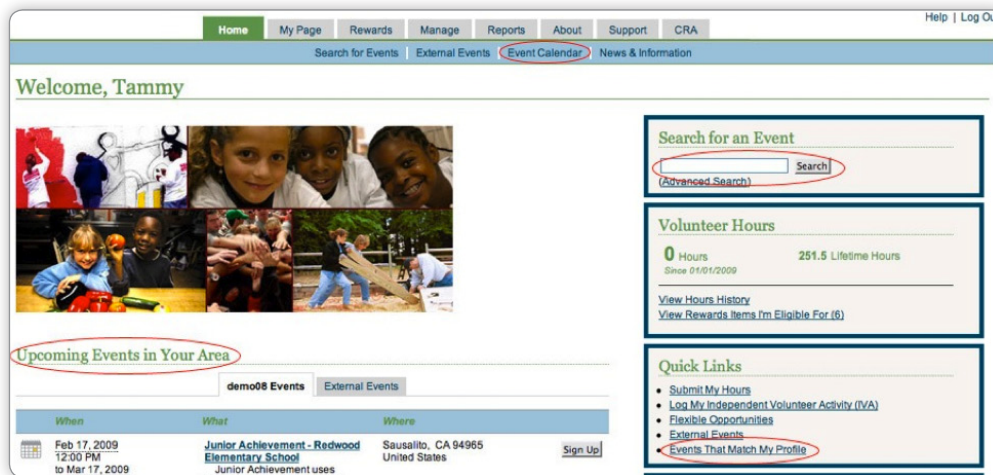 Help | Log Ou
Home My Page Rewards Manage Reports About Support CRA
Search for Events | External Events | Event Calendar | News & Information
Welcome, Tammy
Search for an Event
Search
(Advanced Search)
Volunteer Hours
0 Hours 251.5 Lifetime Hours
Since 01/01/2009
View Hours History
View Rewards Items I'm Eligible For (6)
Upcoming Events in Your Area
demo08 Events External Events
When What Where
Feb 17, 2009 Junior Achievement - Redwood Sausalito, CA 94965
12:00 PM Elementary School United States Sign Up
to Mar 17, 2009 Junior Achievement uses
Quick Links
Submit My Hours
Log My Independent Volunteer Activity (IVA)
Flexible Opportunities
External Events
Events That Match My Profile